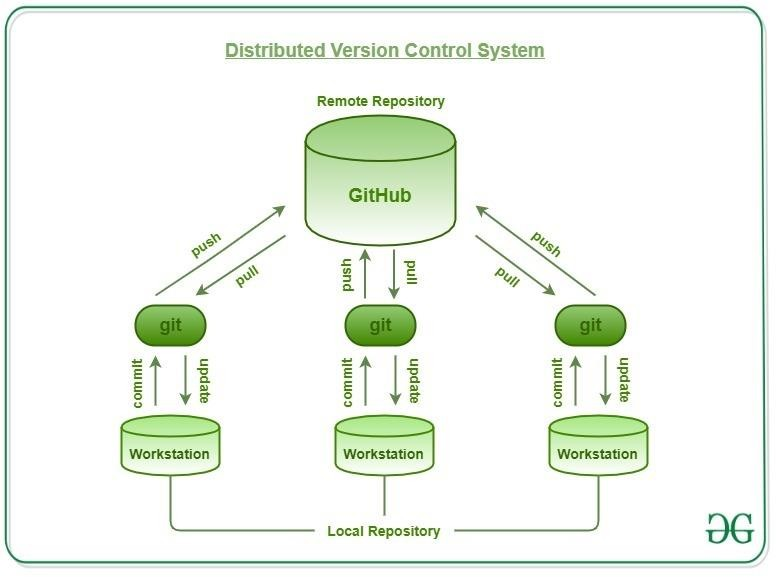 Distributed Version Control System
Remote Repository
GitHub
push
pull
push
pull
push
pull
git
git
git
commit
update
commit
update
commit
update
Workstation
Workstation
Workstation
Local Repository
GG